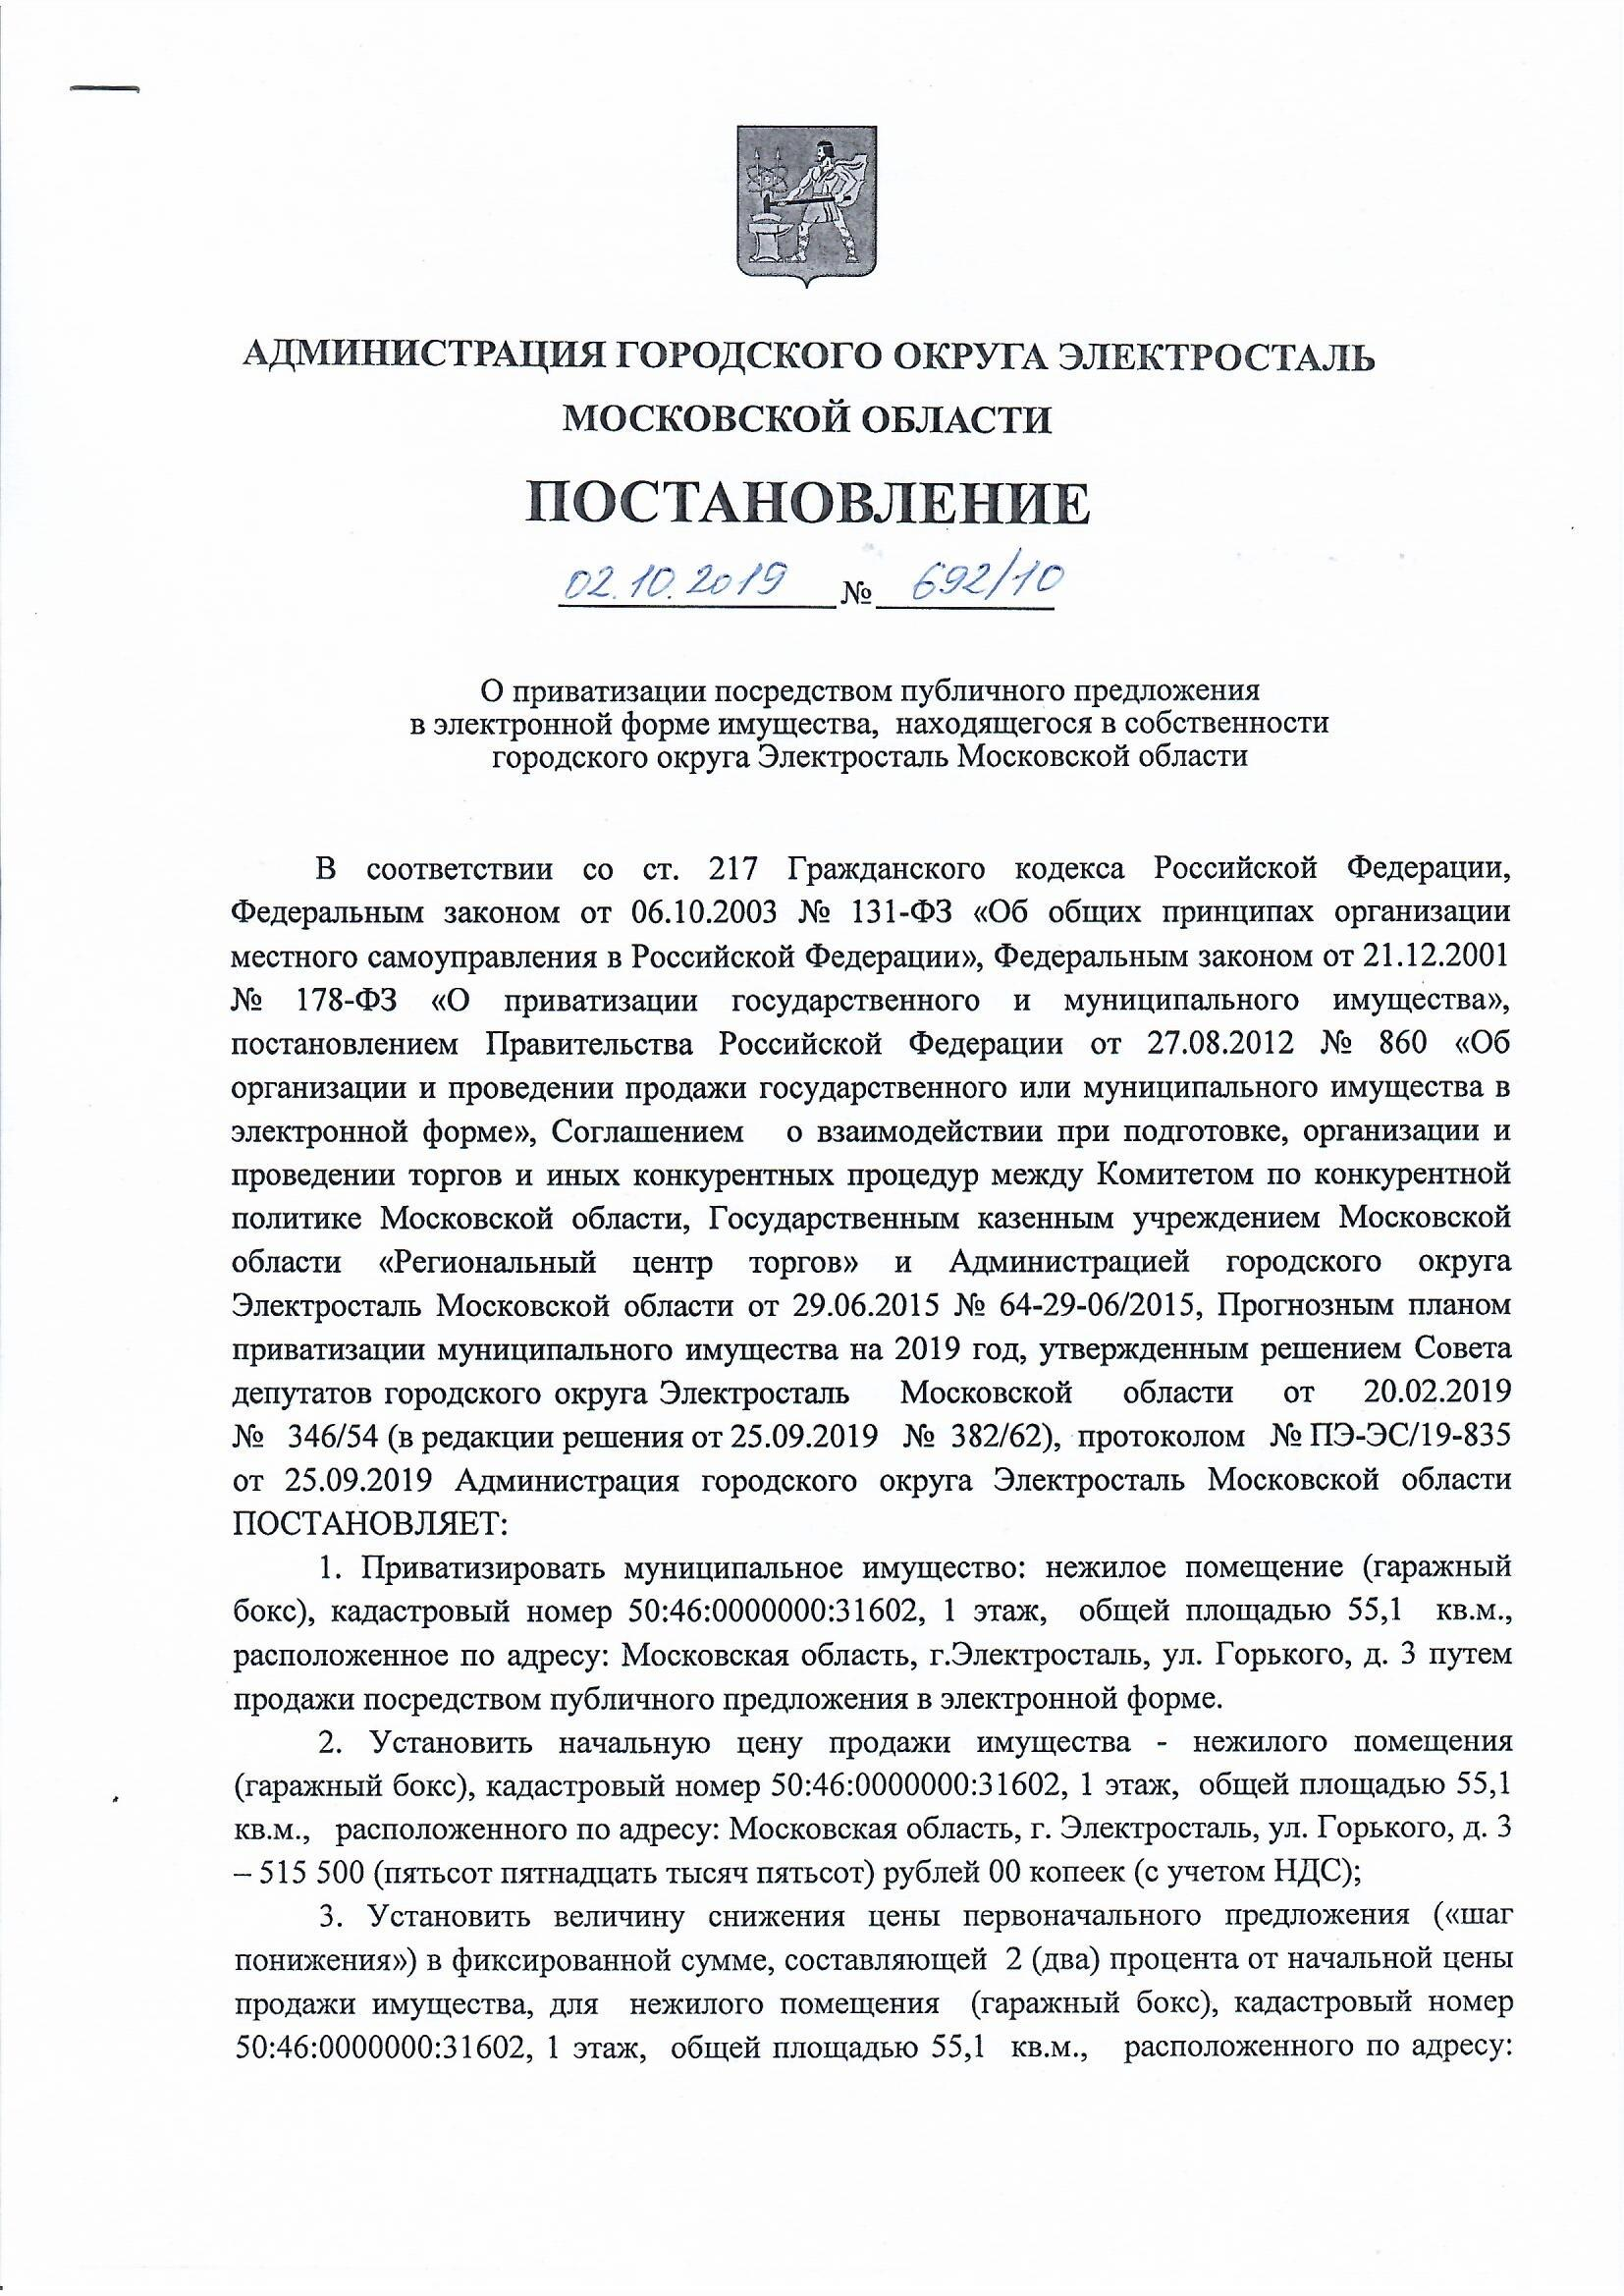 АДМИНИСТРАЦИЯ ГОРОДСКОГО ОКРУГА ЭЛЕКТРОСТАЛЬ
МОСКОВСКОЙ ОБЛАСТИ
ПОСТАНОВЛЕНИЕ
02.10.2019 № 692/10
О приватизации посредством публичного предложения
в электронной форме имущества, находящегося в собственности
городского округа Электросталь Московской области
В соответствии со ст. 217 Гражданского кодекса Российской Федерации,
Федеральным законом от 06.10.2003 № 131-ФЗ «Об общих принципах организации
местного самоуправления в Российской Федерации», Федеральным законом от 21.12.2001
№ 178-ФЗ «О приватизации государственного и муниципального имущества»,
постановлением Правительства Российской Федерации от 27.08.2012 № 860 «Об
организации и проведении продажи государственного или муниципального имущества в
электронной форме», Соглашением о взаимодействии при подготовке, организации и
проведении торгов и иных конкурентных процедур между Комитетом по конкурентной
политике Московской области, Государственным казенным учреждением Московской
области «Региональный центр торгов» и Администрацией городского округа
Электросталь Московской области от 29.06.2015 № 64-29-06/2015, Прогнозным планом
приватизации муниципального имущества на 2019 год, утвержденным решением Совета
депутатов городского округа Электросталь Московской области от 20.02.2019
№ 346/54 (в редакции решения от 25.09.2019 № 382/62), протоколом № ПЭ-ЭС/19-835
от 25.09.2019 Администрация городского округа Электросталь Московской области
ПОСТАНОВЛЯЕТ:
1. Приватизировать муниципальное имущество: нежилое помещение (гаражный
бокс), кадастровый номер 50:46:0000000:31602, 1 этаж, общей площадью 55,1 кв.м.,
расположенное по адресу: Московская область, г.Электросталь, ул. Горького, д. 3 путем
продажи посредством публичного предложения в электронной форме.
2. Установить начальную цену продажи имущества - нежилого помещения
(гаражный бокс), кадастровый номер 50:46:0000000:31602, 1 этаж, общей площадью 55,1
кв.м., расположенного по адресу: Московская область, г. Электросталь, ул. Горького, д. 3
– 515 500 (пятьсот пятнадцать тысяч пятьсот) рублей 00 копеек (с учетом НДС);
3. Установить величину снижения цены первоначального предложения («шаг
понижения») в фиксированной сумме, составляющей 2 (два) процента от начальной цены
продажи имущества, для нежилого помещения (гаражный бокс), кадастровый номер
50:46:0000000:31602, 1 этаж, общей площадью 55,1 кв.м., расположенного по адресу: